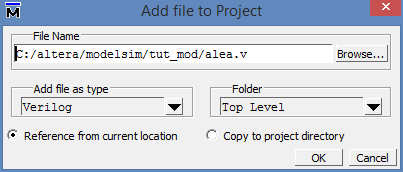 Add file to Project
File Name
C:/altera/modelsim/tut_mod/alea.v Browse...
Add file as type Folder
Verilog Top Level
Reference from current location Copy to project directory
OK Cancel